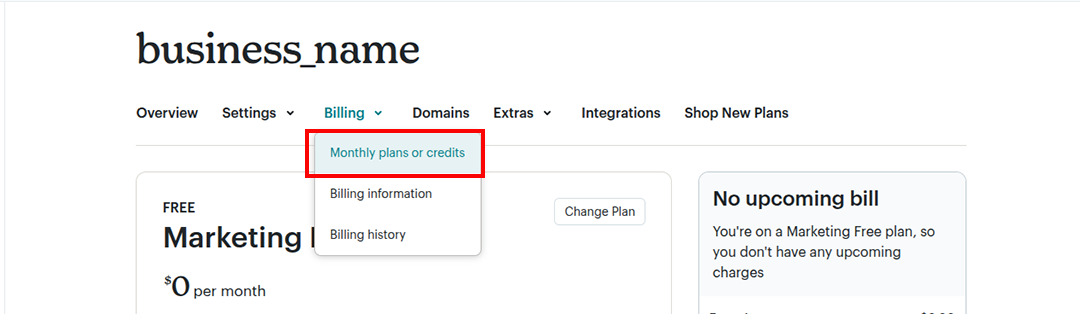 business_name
Overview Settings Billing Domains Extras Integrations Shop New Plans
Monthly plans or credits
Billing information
Billing history
FREE
Change Plan
Marketing
$0 per month
No upcoming bill
You're on a Marketing Free plan, so
you don't have any upcoming
charges